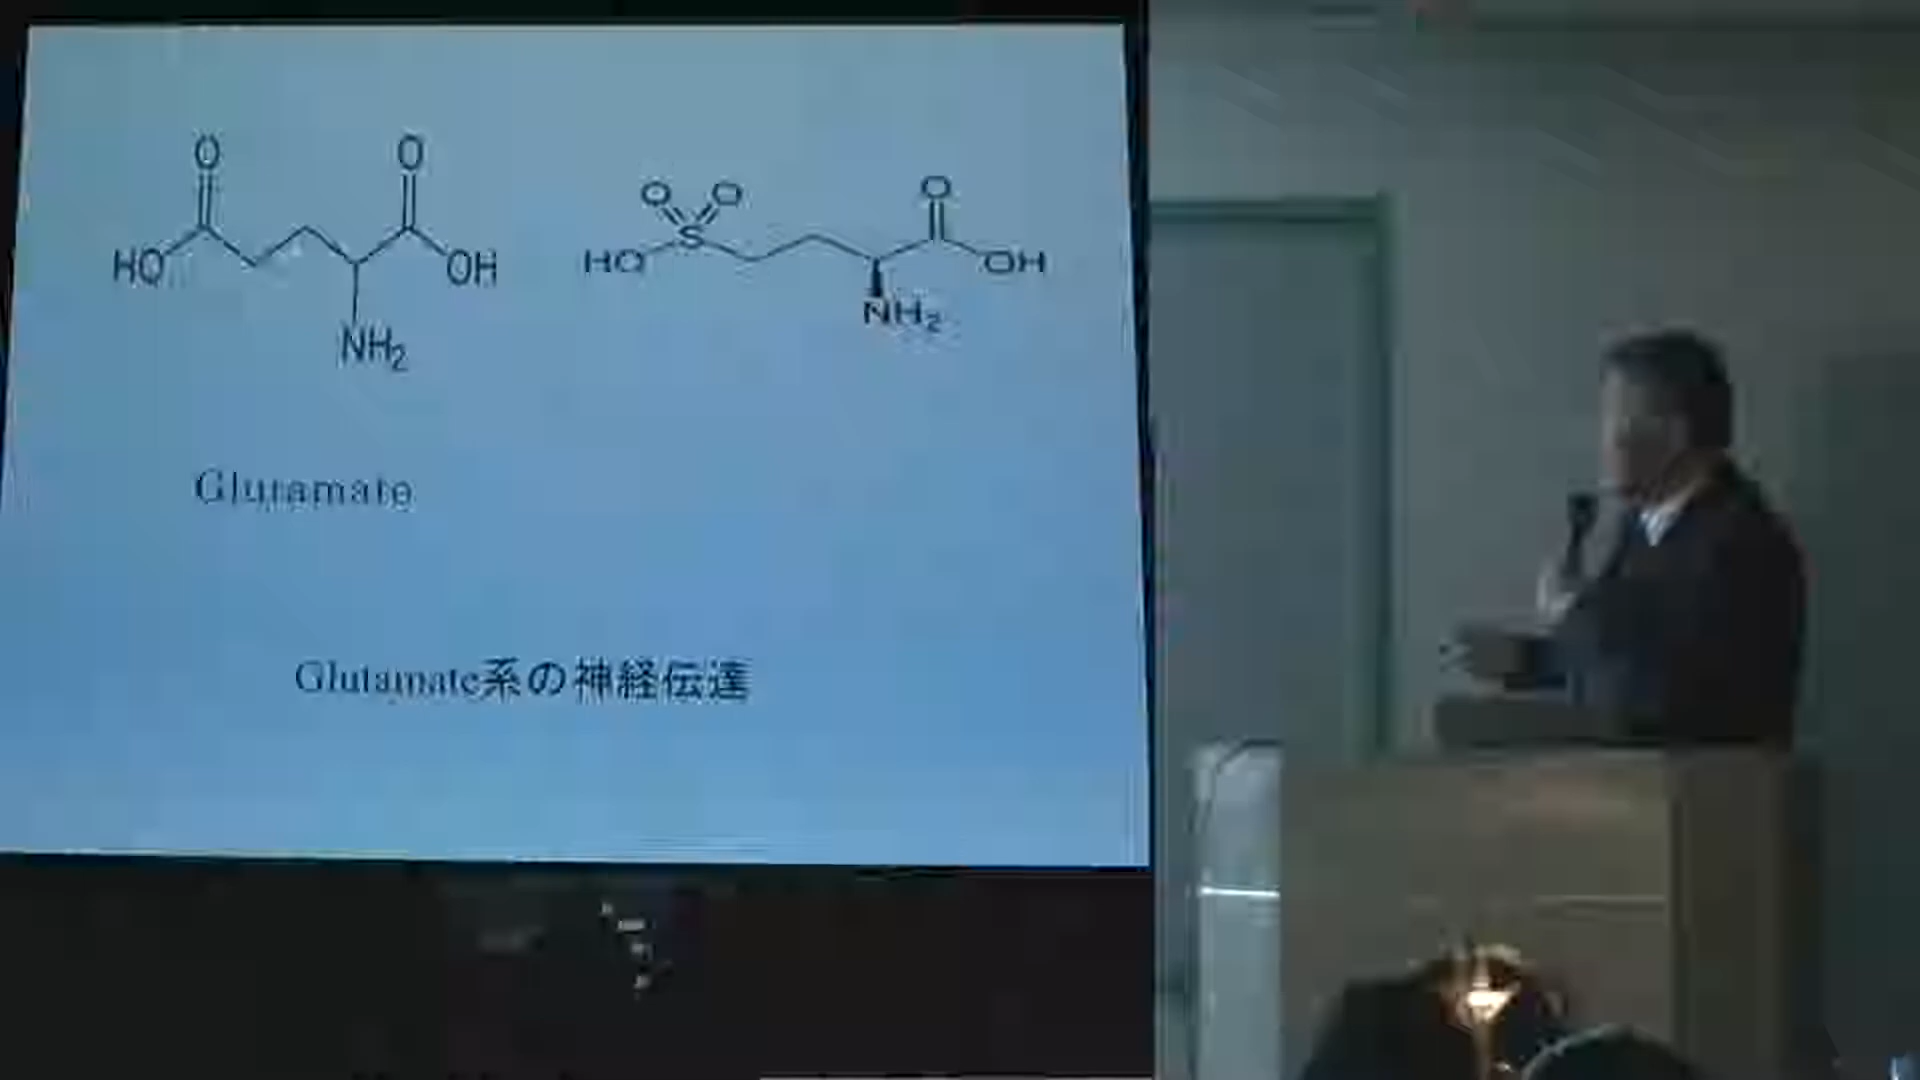 O O
HO OH
NH2
O O O
S
HO OH
NH2
Glutamate
Glutamate系の神経伝達